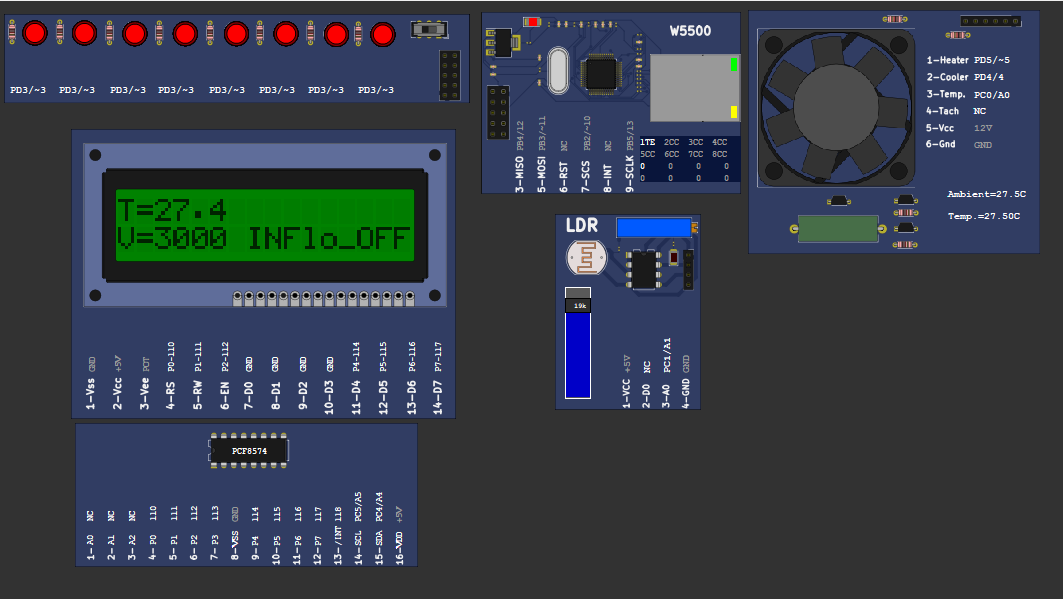 PD3/~3 PD3/~3 PD3/~3 PD3/~3 PD3/~3 PD3/~3 PD3/~3 PD3/~3
W5500
3-MISO PB4/12
5-MOSI PB3/~11
6-RST NC
7-SCS PB2/~10
8-INT NC
9-SCLK PB5/13
1TE 2CC 3CC 4CC
5CC 6CC 7CC 8CC
0 0 0 0
0 0 0 0
1-Heater PD5/~5
2-Cooler PD4/4
3-Temp. PC0/A0
4-Tach NC
5-Vcc 12V
6-Gnd GND
Ambient=27.5C
Temp.=27.50C
T=27.4
V=3000 INFlo_OFF
1-Vss GND
2-Vcc +5V
3-Vee POT
4-RS P0-110
5-RW P1-111
6-EN P2-112
7-D0 GND
8-D1 GND
9-D2 GND
10-D3 GND
11-D4 P4-114
12-D5 P5-115
13-D6 P6-116
14-D7 P7-117
LDR
19k
1-VCC +5V
2-D0 NC
3-A0 PC1/A1
4-GND GND
PCF8574
1-A0 NC
2-A1 NC
3-A2 NC
4-P0 110
5-P1 111
6-P2 112
7-P3 113
8-VSS GND
9-P4 114
10-P5 115
11-P6 116
12-P7 117
13-/INT 118
14-SCL PC5/A5
15-SDA PC4/A4
16-VDD +5V